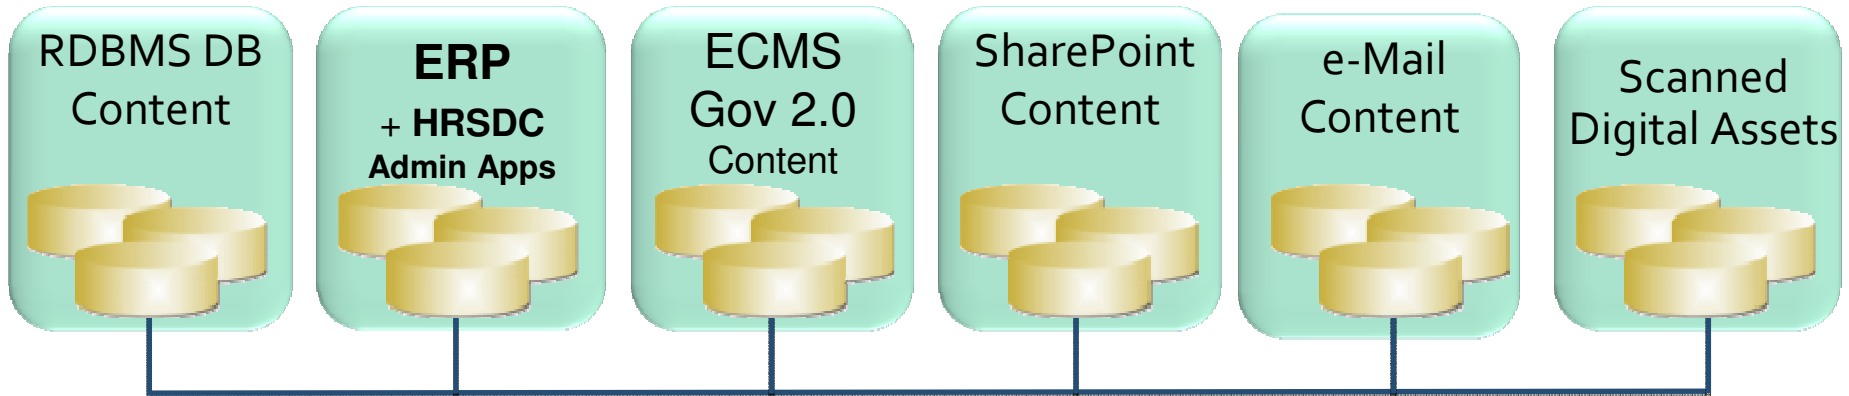 RDBMS DB
Content
ERP
+ HRSDC
Admin Apps
ECMS
Gov 2.0
Content
SharePoint
Content
e-Mail
Content
Scanned
Digital Assets